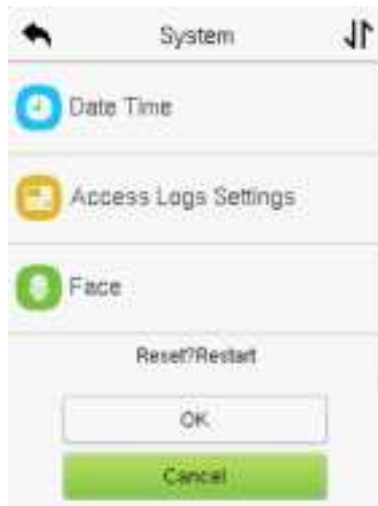 System
Date Time
Access Logs Settings
Face
Reset?Restart
OK
Cancel